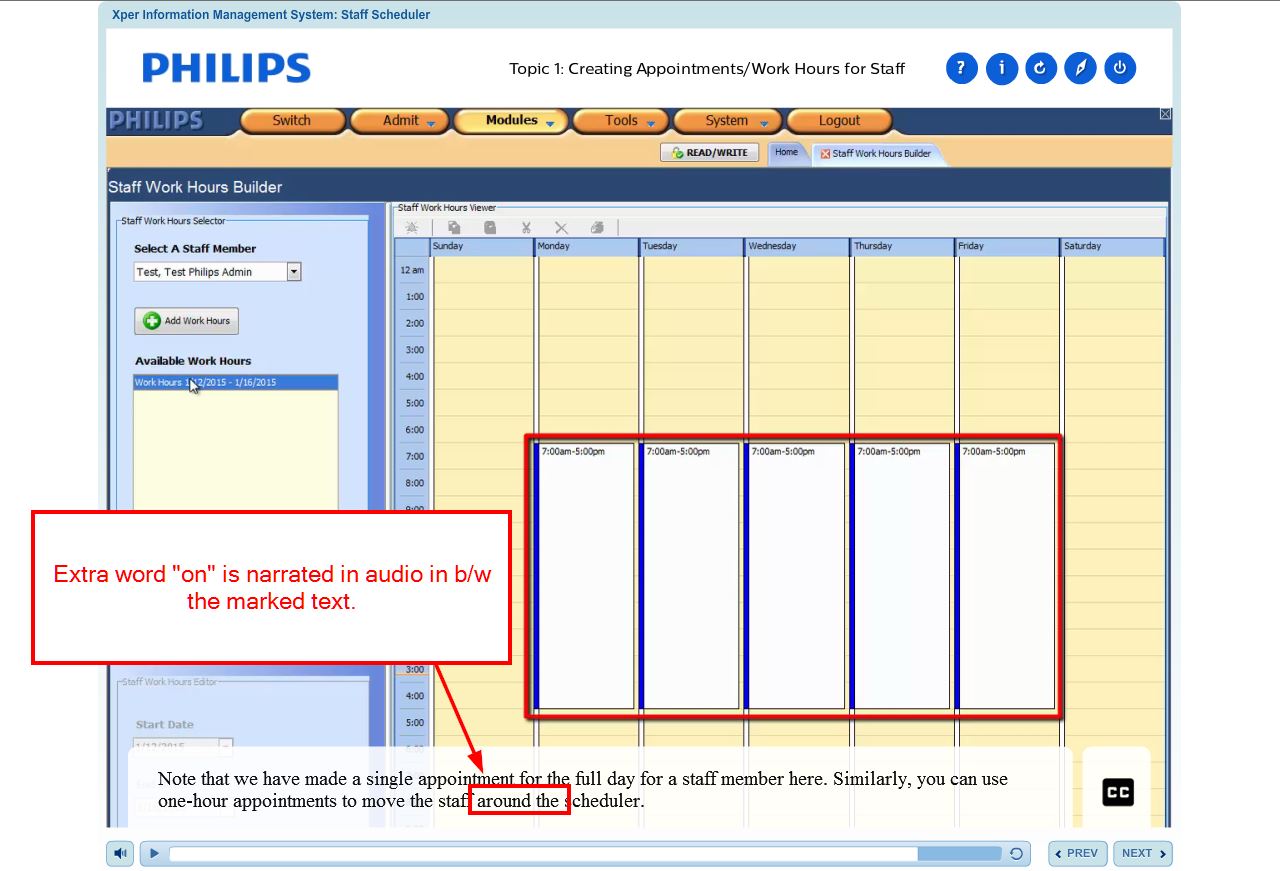 Xper Information Management System: Staff Scheduler
PHILIPS
Topic 1: Creating Appointments/Work Hours for Staff
?
i
PHILIPS
Switch
Admit
Modules
Tools
System
Logout
READ/WRITE
Home
Staff Work Hours Builder
Staff Work Hours Builder
Staff Work Hours Selector
Select A Staff Member
Test, Test Philips Admin
Add Work Hours
Available Work Hours
Work Hours 1/12/2015 - 1/16/2015
Staff Work Hours Viewer
Sunday Monday Tuesday Wednesday Thursday Friday Saturday
12 am
1:00
2:00
3:00
4:00
5:00
6:00
7:00
8:00
9:00
7:00am-5:00pm 7:00am-5:00pm 7:00am-5:00pm 7:00am-5:00pm 7:00am-5:00pm
Extra word "on" is narrated in audio in b/w
the marked text.
3:00
4:00
5:00
Staff Work Hours Editor
Start Date
1/12/2015
Note that we have made a single appointment for the full day for a staff member here. Similarly, you can use
one-hour appointments to move the staff around the scheduler.
CC
PREV
NEXT